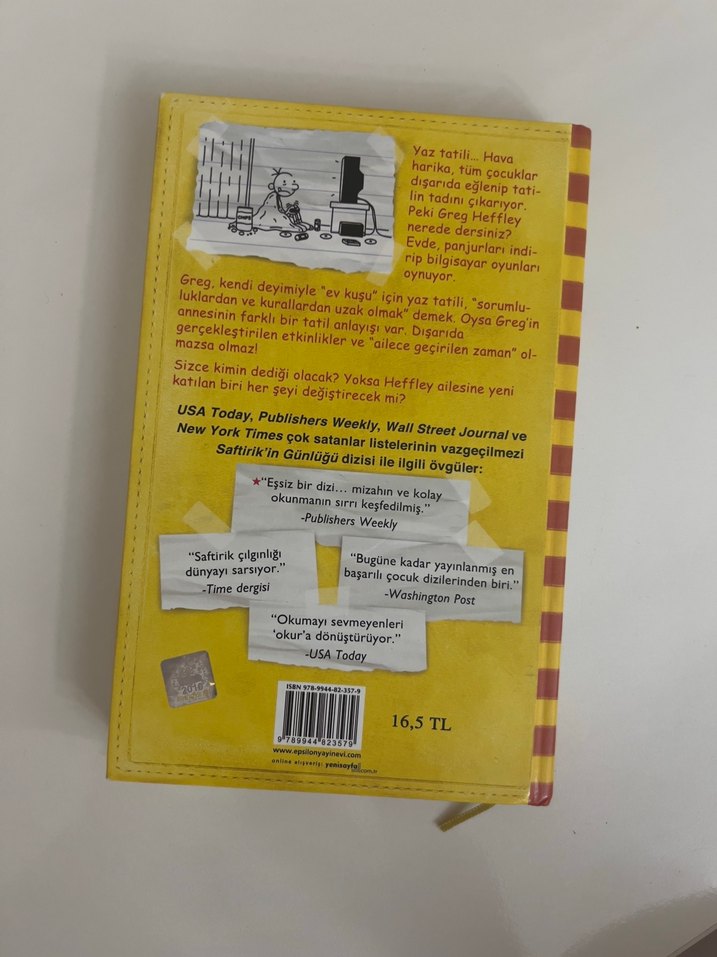 Yaz tatili... Hava
harika, tüm çocuklar
dışarıda eğlenip tati-
lin tadını çıkarıyor.
Peki Greg Heffley
nerede dersiniz?
Evde, panjurları indi-
rip bilgisayar oyunları
oynuyor.
Greg, kendi deyimiyle “ev kuşu” için yaz tatili, “sorumlu-
luklardan ve kurallardan uzak olmak” demek. Oysa Greg'in
annesinin farklı bir tatil anlayışı var. Dışarıda
gerçekleştirilen etkinlikler ve “ailece geçirilen zaman” ol-
mazsa olmaz!
Sizce kimin dediği olacak? Yoksa Heffley ailesine yeni
katılan biri her şeyi değiştirecek mi?
USA Today, Publishers Weekly, Wall Street Journal ve
New York Times çok satanlar listelerinin vazgeçilmezi
Saftirik'in Günlüğü dizisi ile ilgili övgüler:
★“Eşsiz bir dizi... mizahın ve kolay
okunmanın sırrı keşfedilmiş.”
-Publishers Weekly
“Saftirik çılgınlığı
dünyayı sarsıyor.”
-Time dergisi
“Bugüne kadar yayınlanmış en
başarılı çocuk dizilerinden biri.”
-Washington Post
“Okumayı sevmeyenleri
‘okur’a dönüştürüyor.”
-USA Today
2016
ISBN 978-9944-82-357-9
9 789944 823579
16,5 TL
www.epsilonyayinevi.com
online alışveriş: yenisayfa
.com.tr